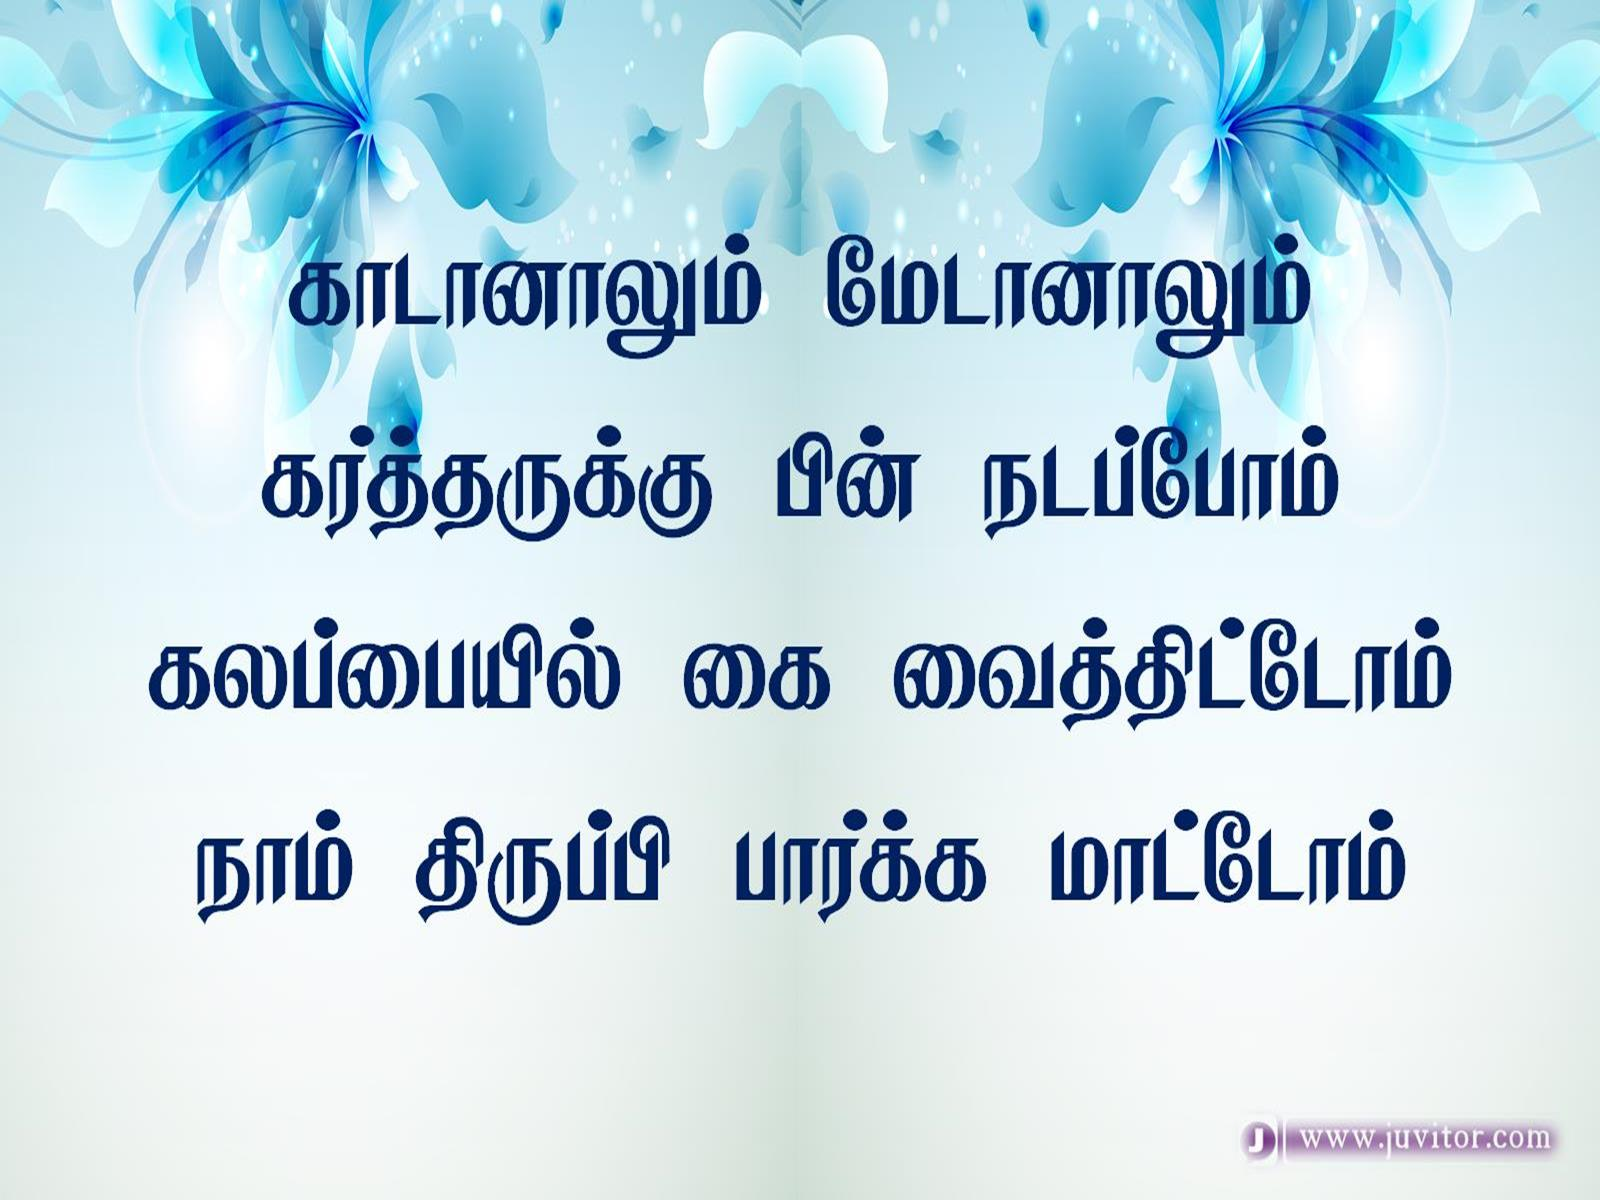 காடானாலும் மேடானாலும்
கர்த்தருக்கு பின் நடப்போம்
கலப்பையில் கை வைத்திட்டோம்
நாம் திருப்பி பார்க்க மாட்டோம்
J www.juvitor.com